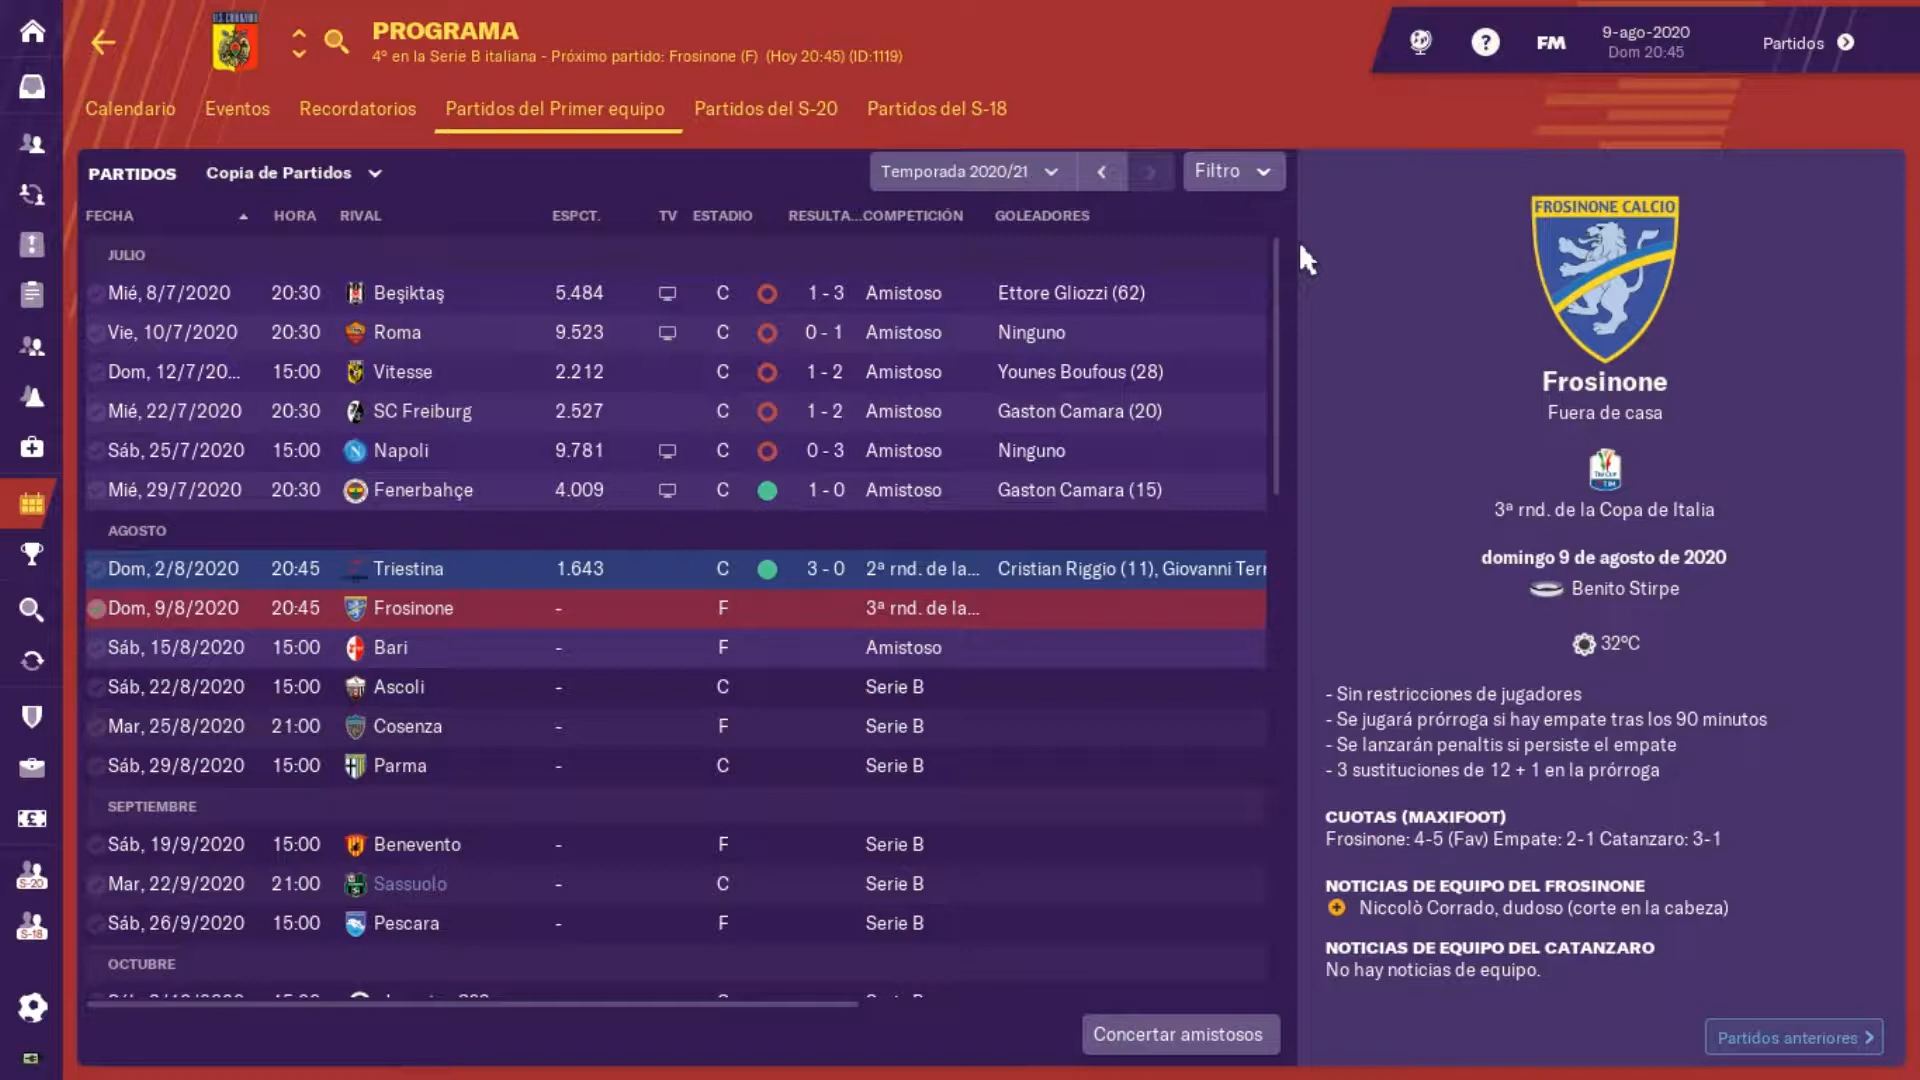 PROGRAMA
4º en la Serie B italiana - Próximo partido: Frosinone (F) (Hoy 20:45) (ID:1119)
FM
9-ago-2020
Dom 20:45
Partidos
Calendario Eventos Recordatorios Partidos del Primer equipo Partidos del S-20 Partidos del S-18
PARTIDOS Copia de Partidos Temporada 2020/21 Filtro
FECHA HORA RIVAL ESPCT. TV ESTADIO RESULTA... COMPETICIÓN GOLEADORES
JULIO
Mié, 8/7/2020 20:30 Beşiktaş 5.484 C 1 - 3 Amistoso Ettore Gliozzi (62)
Vie, 10/7/2020 20:30 Roma 9.523 C 0 - 1 Amistoso Ninguno
Dom, 12/7/20... 15:00 Vitesse 2.212 C 1 - 2 Amistoso Younes Boufous (28)
Mié, 22/7/2020 20:30 SC Freiburg 2.527 C 1 - 2 Amistoso Gaston Camara (20)
Sáb, 25/7/2020 15:00 Napoli 9.781 C 0 - 3 Amistoso Ninguno
Mié, 29/7/2020 20:30 Fenerbahçe 4.009 C 1 - 0 Amistoso Gaston Camara (15)
AGOSTO
Dom, 2/8/2020 20:45 Triestina 1.643 C 3 - 0 2ª rnd. de la... Cristian Riggio (11), Giovanni Terr
Dom, 9/8/2020 20:45 Frosinone - F 3ª rnd. de la...
Sáb, 15/8/2020 15:00 Bari - F Amistoso
Sáb, 22/8/2020 15:00 Ascoli - C Serie B
Mar, 25/8/2020 21:00 Cosenza - F Serie B
Sáb, 29/8/2020 15:00 Parma - C Serie B
SEPTIEMBRE
Sáb, 19/9/2020 15:00 Benevento - F Serie B
Mar, 22/9/2020 21:00 Sassuolo - C Serie B
Sáb, 26/9/2020 15:00 Pescara - F Serie B
OCTUBRE
Concertar amistosos
FROSINONE CALCIO
Frosinone
Fuera de casa
3ª rnd. de la Copa de Italia
domingo 9 de agosto de 2020
Benito Stirpe
32ºC
- Sin restricciones de jugadores
- Se jugará prórroga si hay empate tras los 90 minutos
- Se lanzarán penaltis si persiste el empate
- 3 sustituciones de 12 + 1 en la prórroga
CUOTAS (MAXIFOOT)
Frosinone: 4-5 (Fav) Empate: 2-1 Catanzaro: 3-1
NOTICIAS DE EQUIPO DEL FROSINONE
Niccolò Corrado, dudoso (corte en la cabeza)
NOTICIAS DE EQUIPO DEL CATANZARO
No hay noticias de equipo.
Partidos anteriores
S-20
S-18